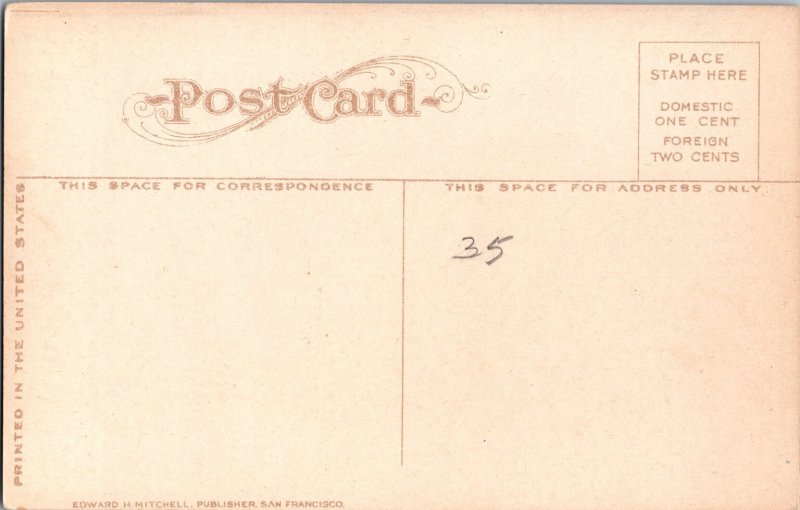 Post Card
PLACE
STAMP HERE
DOMESTIC
ONE CENT
FOREIGN
TWO CENTS
THIS SPACE FOR CORRESPONDENCE
THIS SPACE FOR ADDRESS ONLY
35
PRINTED IN THE UNITED STATES
EDWARD H. MITCHELL, PUBLISHER, SAN FRANCISCO.